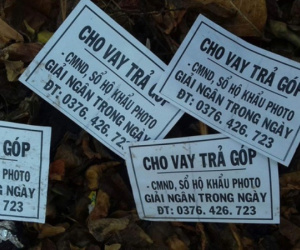 CHO VAY TRẢ GÓP
- CMND, SỔ HỘ KHẨU PHOTO
GIẢI NGÂN TRONG NGÀY
ĐT: 0376. 426. 72
CHO VAY TRẢ GÓP
CMND, SỔ HỘ KHẨU PHOTO
GIẢI NGÂN TRONG NGÀY
ĐT: 0376. 426. 723
GÓP
PHOTO
NGÀY
723
CHO VAY TRẢ GÓP
- CMND, SỔ HỘ KHẨU PHOTO
GIẢI NGÂN TRONG NGÀY
ĐT: 0376. 426. 723